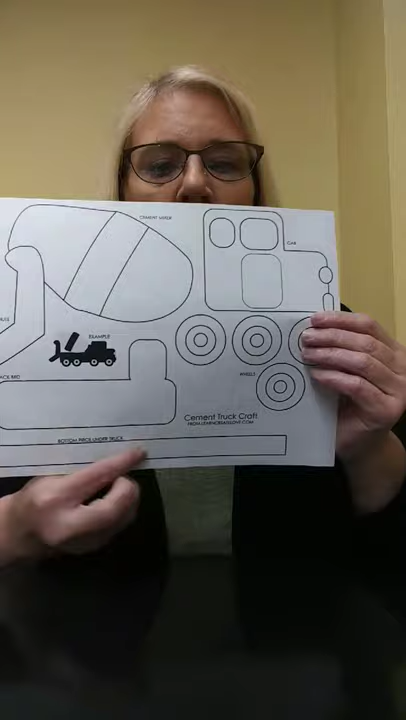 CEMENT MIXER
CAB
EXAMPLE
WHEELS
Cement Truck Craft
BOTTOM PIECE UNDER TRUCK